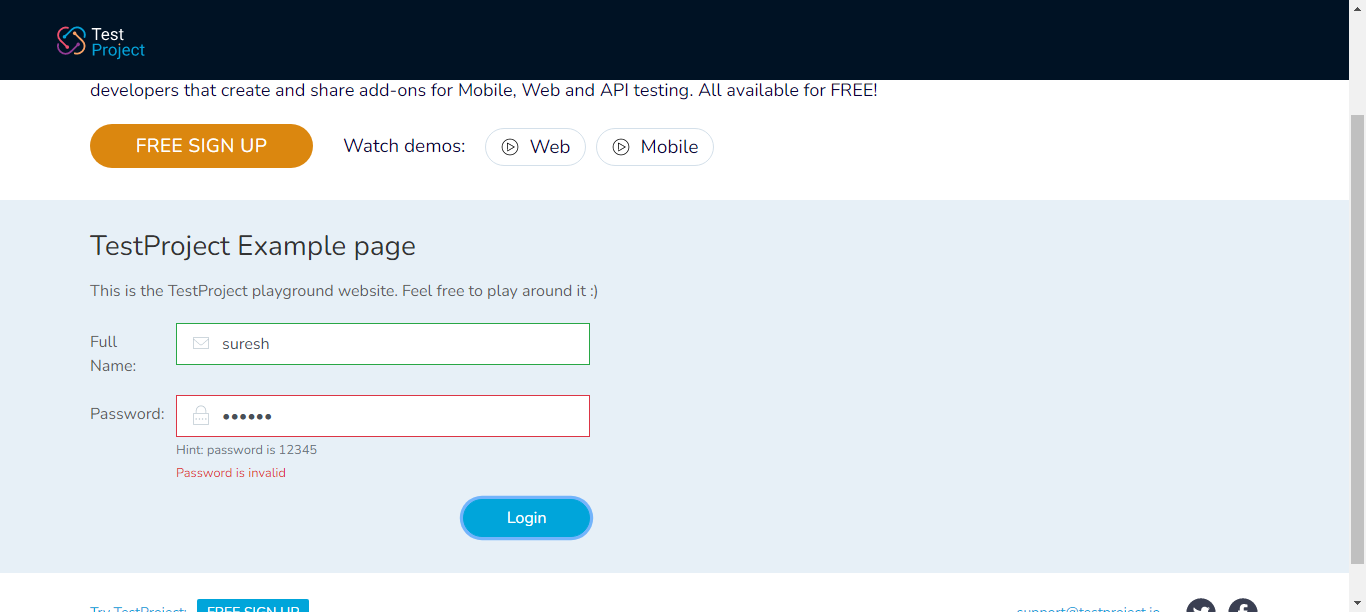 Test
Project
developers that create and share add-ons for Mobile, Web and API testing. All available for FREE!
FREE SIGN UP
Watch demos:
Web
Mobile
TestProject Example page
This is the TestProject playground website. Feel free to play around it :)
Full
Name:
suresh
Password:
••••••
Hint: password is 12345
Password is invalid
Login
Try TestProject:
FREE SIGN UP
support@testproject.io